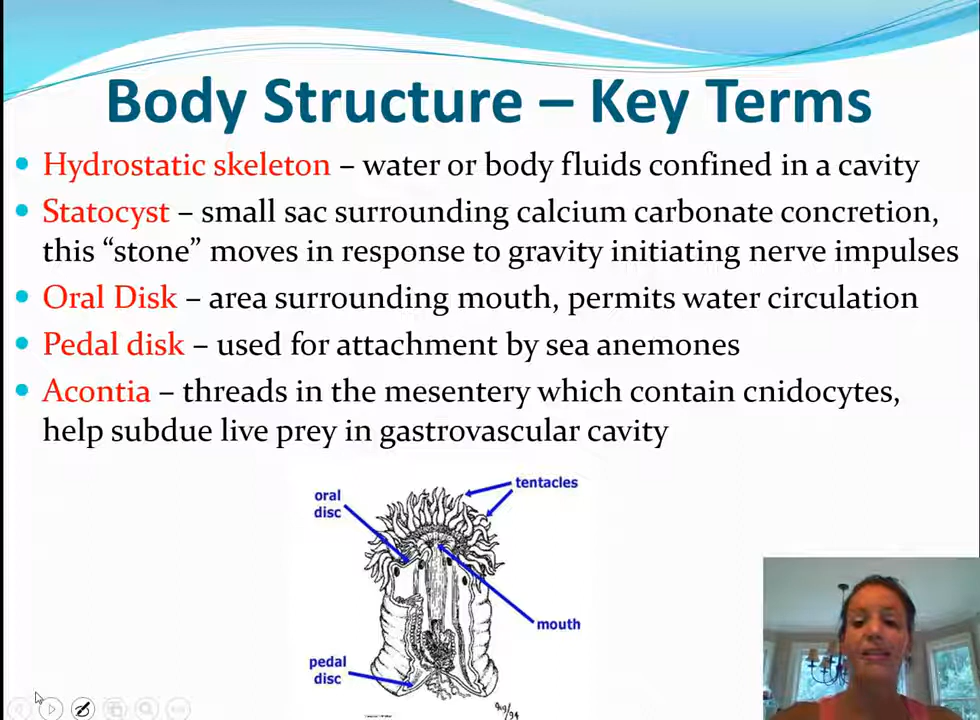 Body Structure – Key Terms
Hydrostatic skeleton – water or body fluids confined in a cavity
Statocyst – small sac surrounding calcium carbonate concretion,
this “stone” moves in response to gravity initiating nerve impulses
Oral Disk – area surrounding mouth, permits water circulation
Pedal disk – used for attachment by sea anemones
Acontia – threads in the mesentery which contain cnidocytes,
help subdue live prey in gastrovascular cavity
tentacles
oral
disc
mouth
pedal
disc